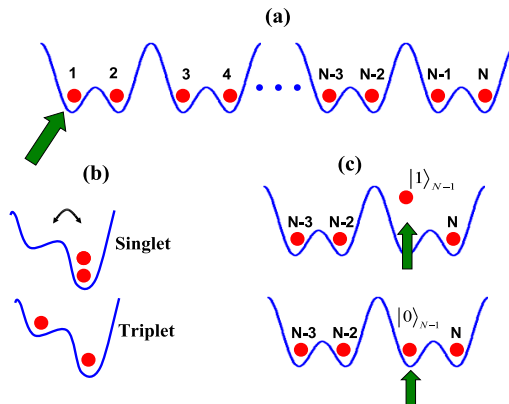 (a)
1 2 3 4 N-3 N-2 N-1 N
(b) (c)
|1⟩N-1
N-3 N-2 N
Singlet
|0⟩N-1
N-3 N-2 N
Triplet